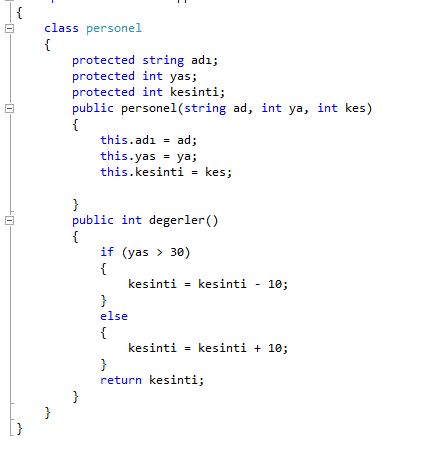 {
class personel
{
protected string adı;
protected int yas;
protected int kesinti;
public personel(string ad, int ya, int kes)
{
this.adı = ad;
this.yas = ya;
this.kesinti = kes;
}
public int degerler()
{
if (yas > 30)
{
kesinti = kesinti - 10;
}
else
{
kesinti = kesinti + 10;
}
return kesinti;
}
}
}